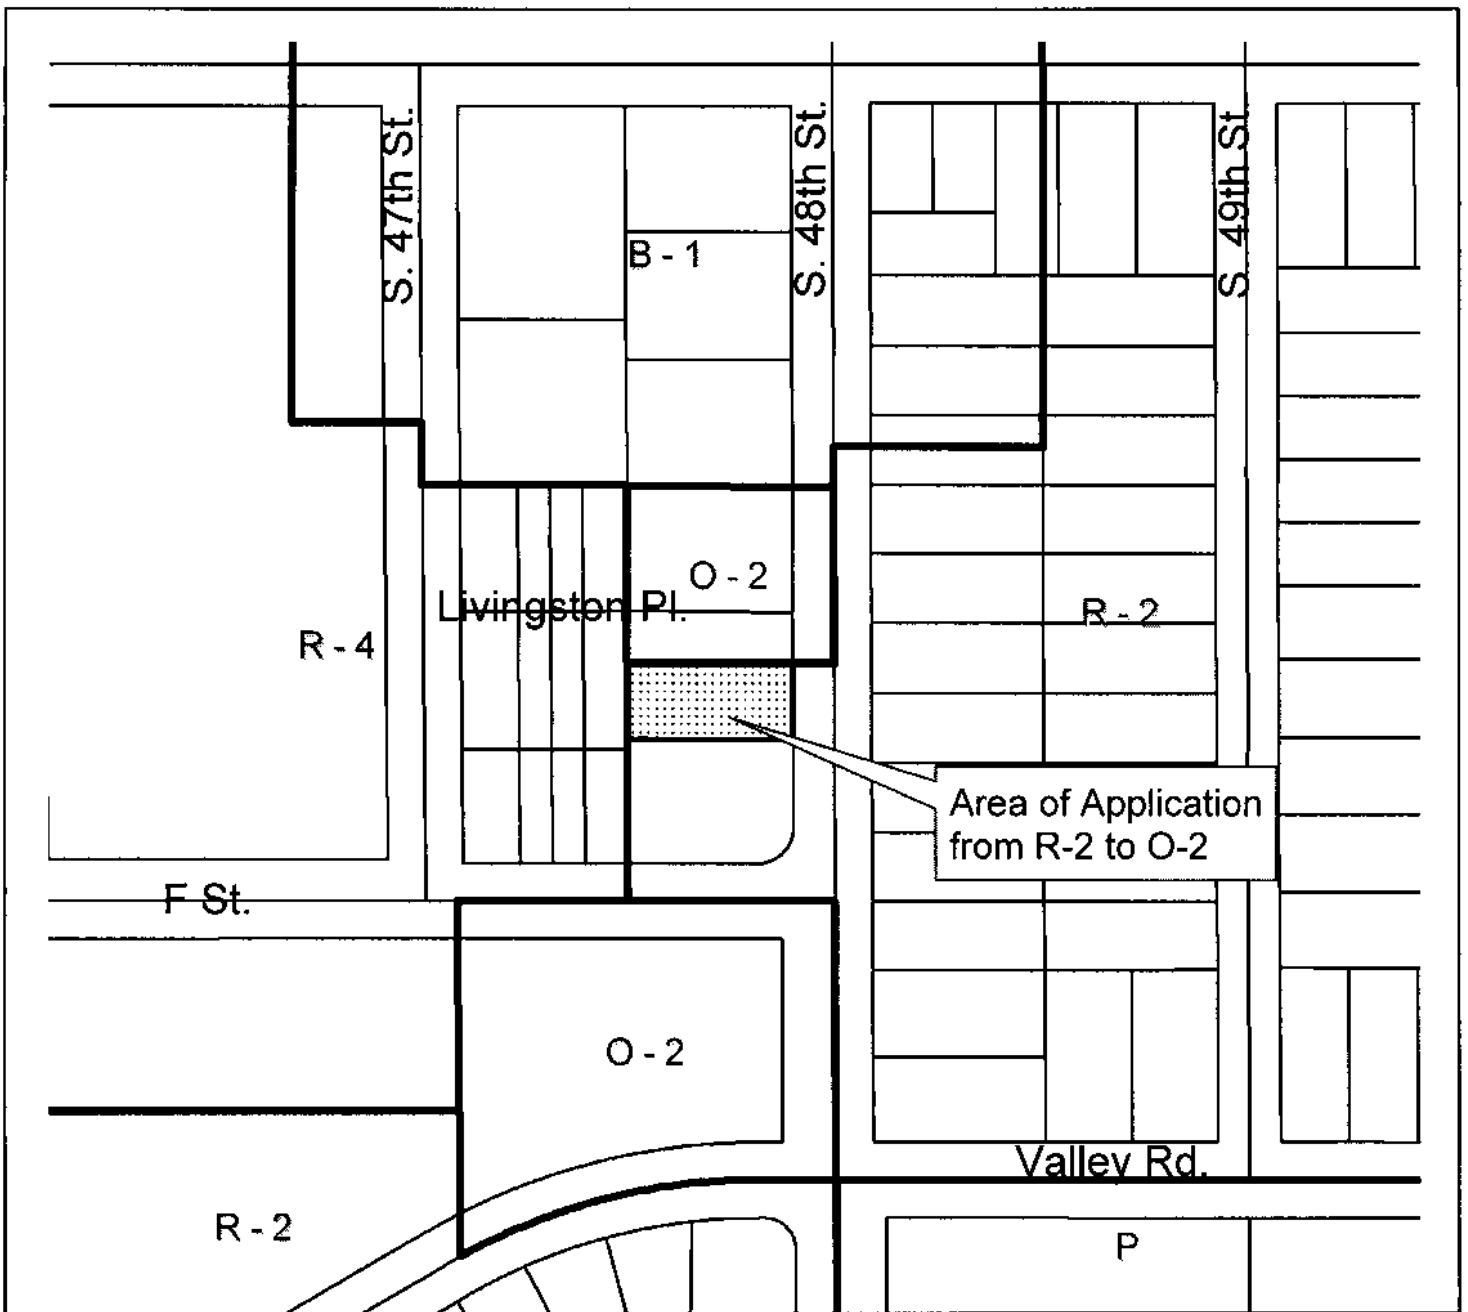 S. 47th St.
S. 48th St.
S. 49th St.
B - 1
O - 2
Livingston Pl.
R - 2
R - 4
Area of Application
from R-2 to O-2
F St.
O - 2
Valley Rd.
R - 2
P